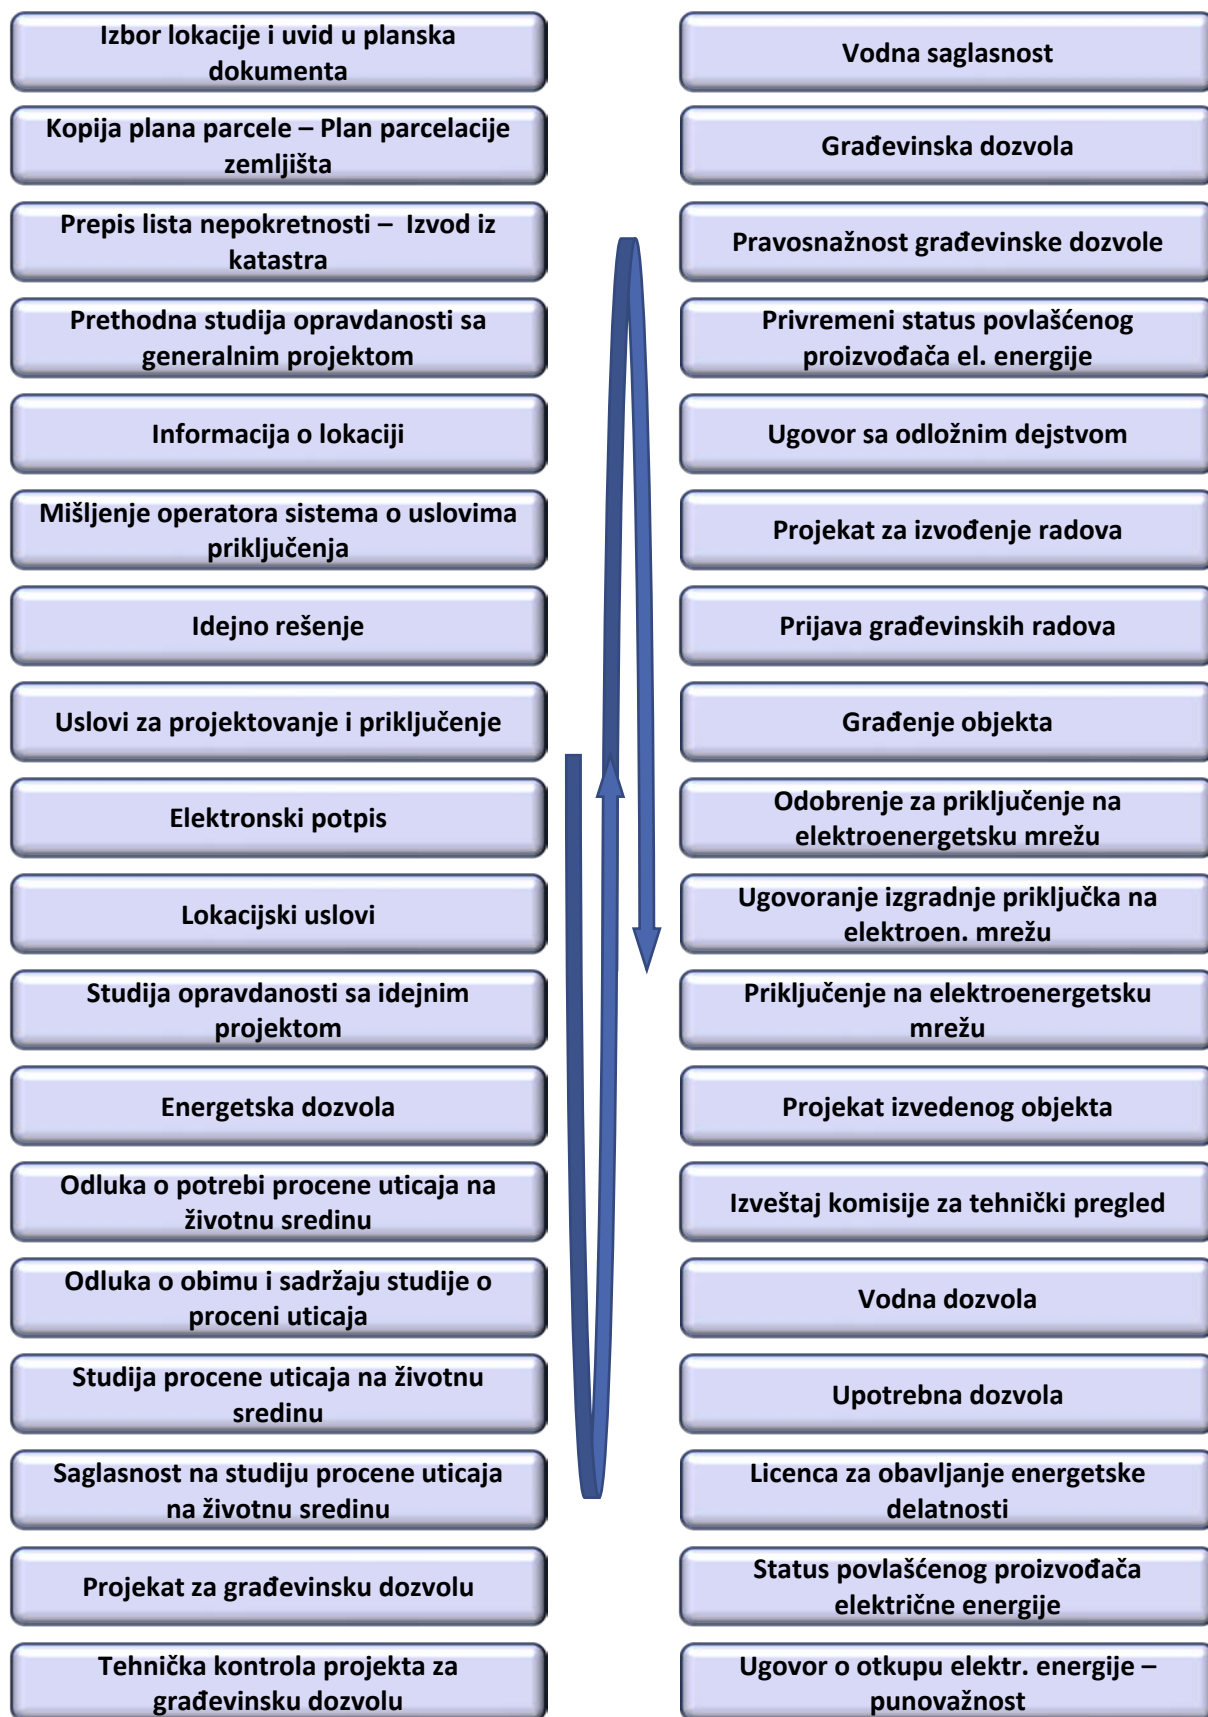 Izbor lokacije i uvid u planska
dokumenta
Kopija plana parcele – Plan parcelacije
zemljišta
Prepis lista nepokretnosti – Izvod iz
katastra
Prethodna studija opravdanosti sa
generalnim projektom
Informacija o lokaciji
Mišljenje operatora sistema o uslovima
priključenja
Idejno rešenje
Uslovi za projektovanje i priključenje
Elektronski potpis
Lokacijski uslovi
Studija opravdanosti sa idejnim
projektom
Energetska dozvola
Odluka o potrebi procene uticaja na
životnu sredinu
Odluka o obimu i sadržaju studije o
proceni uticaja
Studija procene uticaja na životnu
sredinu
Saglasnost na studiju procene uticaja
na životnu sredinu
Projekat za građevinsku dozvolu
Tehnička kontrola projekta za
građevinsku dozvolu
Vodna saglasnost
Građevinska dozvola
Pravosnažnost građevinske dozvole
Privremeni status povlašćenog
proizvođača el. energije
Ugovor sa odložnim dejstvom
Projekat za izvođenje radova
Prijava građevinskih radova
Građenje objekta
Odobrenje za priključenje na
elektroenergetsku mrežu
Ugovoranje izgradnje priključka na
elektroen. mrežu
Priključenje na elektroenergetsku
mrežu
Projekat izvedenog objekta
Izveštaj komisije za tehnički pregled
Vodna dozvola
Upotrebna dozvola
Licenca za obavljanje energetske
delatnosti
Status povlašćenog proizvođača
električne energije
Ugovor o otkupu elektr. energije –
punovažnost